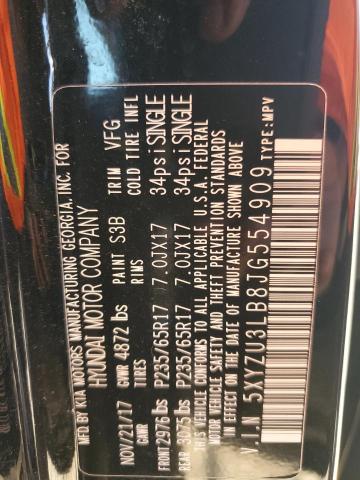 MFD BY KIA MOTORS MANUFACTURING GEORGIA, INC. FOR
HYUNDAI MOTOR COMPANY
NOV/21/17 PAINT S3B TRIM VFG
GVWR 4872 lbs
GAWR TIRES RIMS COLD TIRE INFL
FRONT 2976 lbs P235/65R17 7.0JX17 34psi SINGLE
REAR 3075 lbs P235/65R17 7.0JX17 34psi SINGLE
THIS VEHICLE CONFORMS TO ALL APPLICABLE U.S.A. FEDERAL
MOTOR VEHICLE SAFETY AND THEFT PREVENTION STANDARDS
IN EFFECT ON THE DATE OF MANUFACTURE SHOWN ABOVE
V.I.N 5XYZU3LB8JG554909 TYPE:MPV